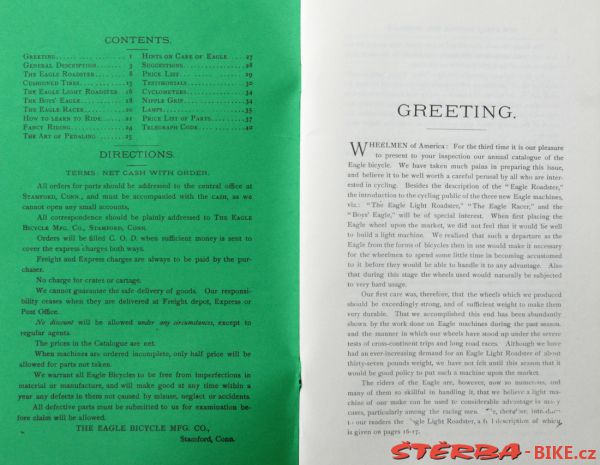 CONTENTS.
GREETING . . . . . . . . . . . . . . . . 1
GENERAL DESCRIPTION . . . . . . . 3
THE EAGLE ROADSTER . . . . . . . . 8
CUSHIONED TIRES . . . . . . . . . . . 13
THE EAGLE LIGHT ROADSTER . 16
THE BOYS' EAGLE . . . . . . . . . . . 18
THE EAGLE RACER . . . . . . . . . . . 20
HOW TO LEARN TO RIDE . . . . . . 21
FANCY RIDING . . . . . . . . . . . . . . 24
THE ART OF PEDALING . . . . . . . 25
HINTS ON CARE OF EAGLE . . . . 27
SUGGESTIONS . . . . . . . . . . . . . . 28
PRICE LIST . . . . . . . . . . . . . . . . 29
TESTIMONIALS . . . . . . . . . . . . . 30
CYCLOMETERS . . . . . . . . . . . . . . 34
NIPPLE GRIP . . . . . . . . . . . . . . . 34
LAMPS . . . . . . . . . . . . . . . . . . . . 35
PRICE LIST OF PARTS . . . . . . . . 37
TELEGRAPH CODE . . . . . . . . . . . 40
DIRECTIONS.
TERMS: NET CASH WITH ORDER.
All orders for parts should be addressed to the central office at
STAMFORD, CONN., and must be accompanied with the CASH, as we
cannot open any small accounts.
All correspondence should be plainly addressed to THE EAGLE
BICYCLE MFG. CO., STAMFORD, CONN.
Orders will be filled C. O. D. when sufficient money is sent to
cover the express charges both ways.
Freight and Express charges are always to be paid by the pur-
chaser.
No charge for crates or cartage.
We cannot guarantee the safe delivery of goods. Our responsi-
bility ceases when they are delivered at Freight depot, Express or
Post Office.
No discount will be allowed under any circumstances, except to
regular agents.
The prices in the Catalogue are net.
When machines are ordered incomplete, only half price will be
allowed for parts not taken.
We warrant all Eagle Bicycles to be free from imperfections in
material or manufacture, and will make good at any time within a
year any defects in them not caused by misuse, neglect or accidents.
All defective parts must be submitted to us for examination be-
fore claim will be allowed.
THE EAGLE BICYCLE MFG. CO.,
Stamford, Conn.
GREETING.
WHEELMEN of America: For the third time it is our pleasure
to present to your inspection our annual catalogue of the
Eagle bicycle. We have taken much pains in preparing this issue,
and believe it to be well worth a careful perusal by all who are inter-
ested in cycling. Besides the description of the "Eagle Roadster,"
the introduction to the cycling public of the three new Eagle machines,
viz.: "The Eagle Light Roadster," "The Eagle Racer," and the
"Boys' Eagle," will be of special interest. When first placing the
Eagle wheel upon the market, we did not feel that it would be well
to build a light machine. We realized that such a departure as the
Eagle from the forms of bicycles then in use would make it necessary
for the wheelmen to spend some little time in becoming accustomed
to it before they would be able to handle it to any advantage. Also
that during this stage the wheels used would naturally be subjected
to very hard usage.
Our first care was, therefore, that the wheels which we produced
should be exceedingly strong, and of sufficient weight to make them
very durable. That we accomplished this end has been abundantly
shown by the work done on Eagle machines during the past season,
and the manner in which our wheels have stood up under the severe
tests of cross-continent trips and long road races. Although we have
had an ever-increasing demand for an Eagle Light Roadster of about
thirty-seven pounds weight, we have not felt until this season that it
would be good policy to put such a machine upon the market.
The riders of the Eagle are, however, now so numerous, and
many of them so skillful in handling it, that we believe a light ma-
chine of our make can be used to considerable advantage in many
cases, particularly among the racing men. therefore, intro-duce
to our readers the Eagle Light Roadster, a full description of which
is given on pages 16-17.
ŠTĚRBA-BIKE.cz